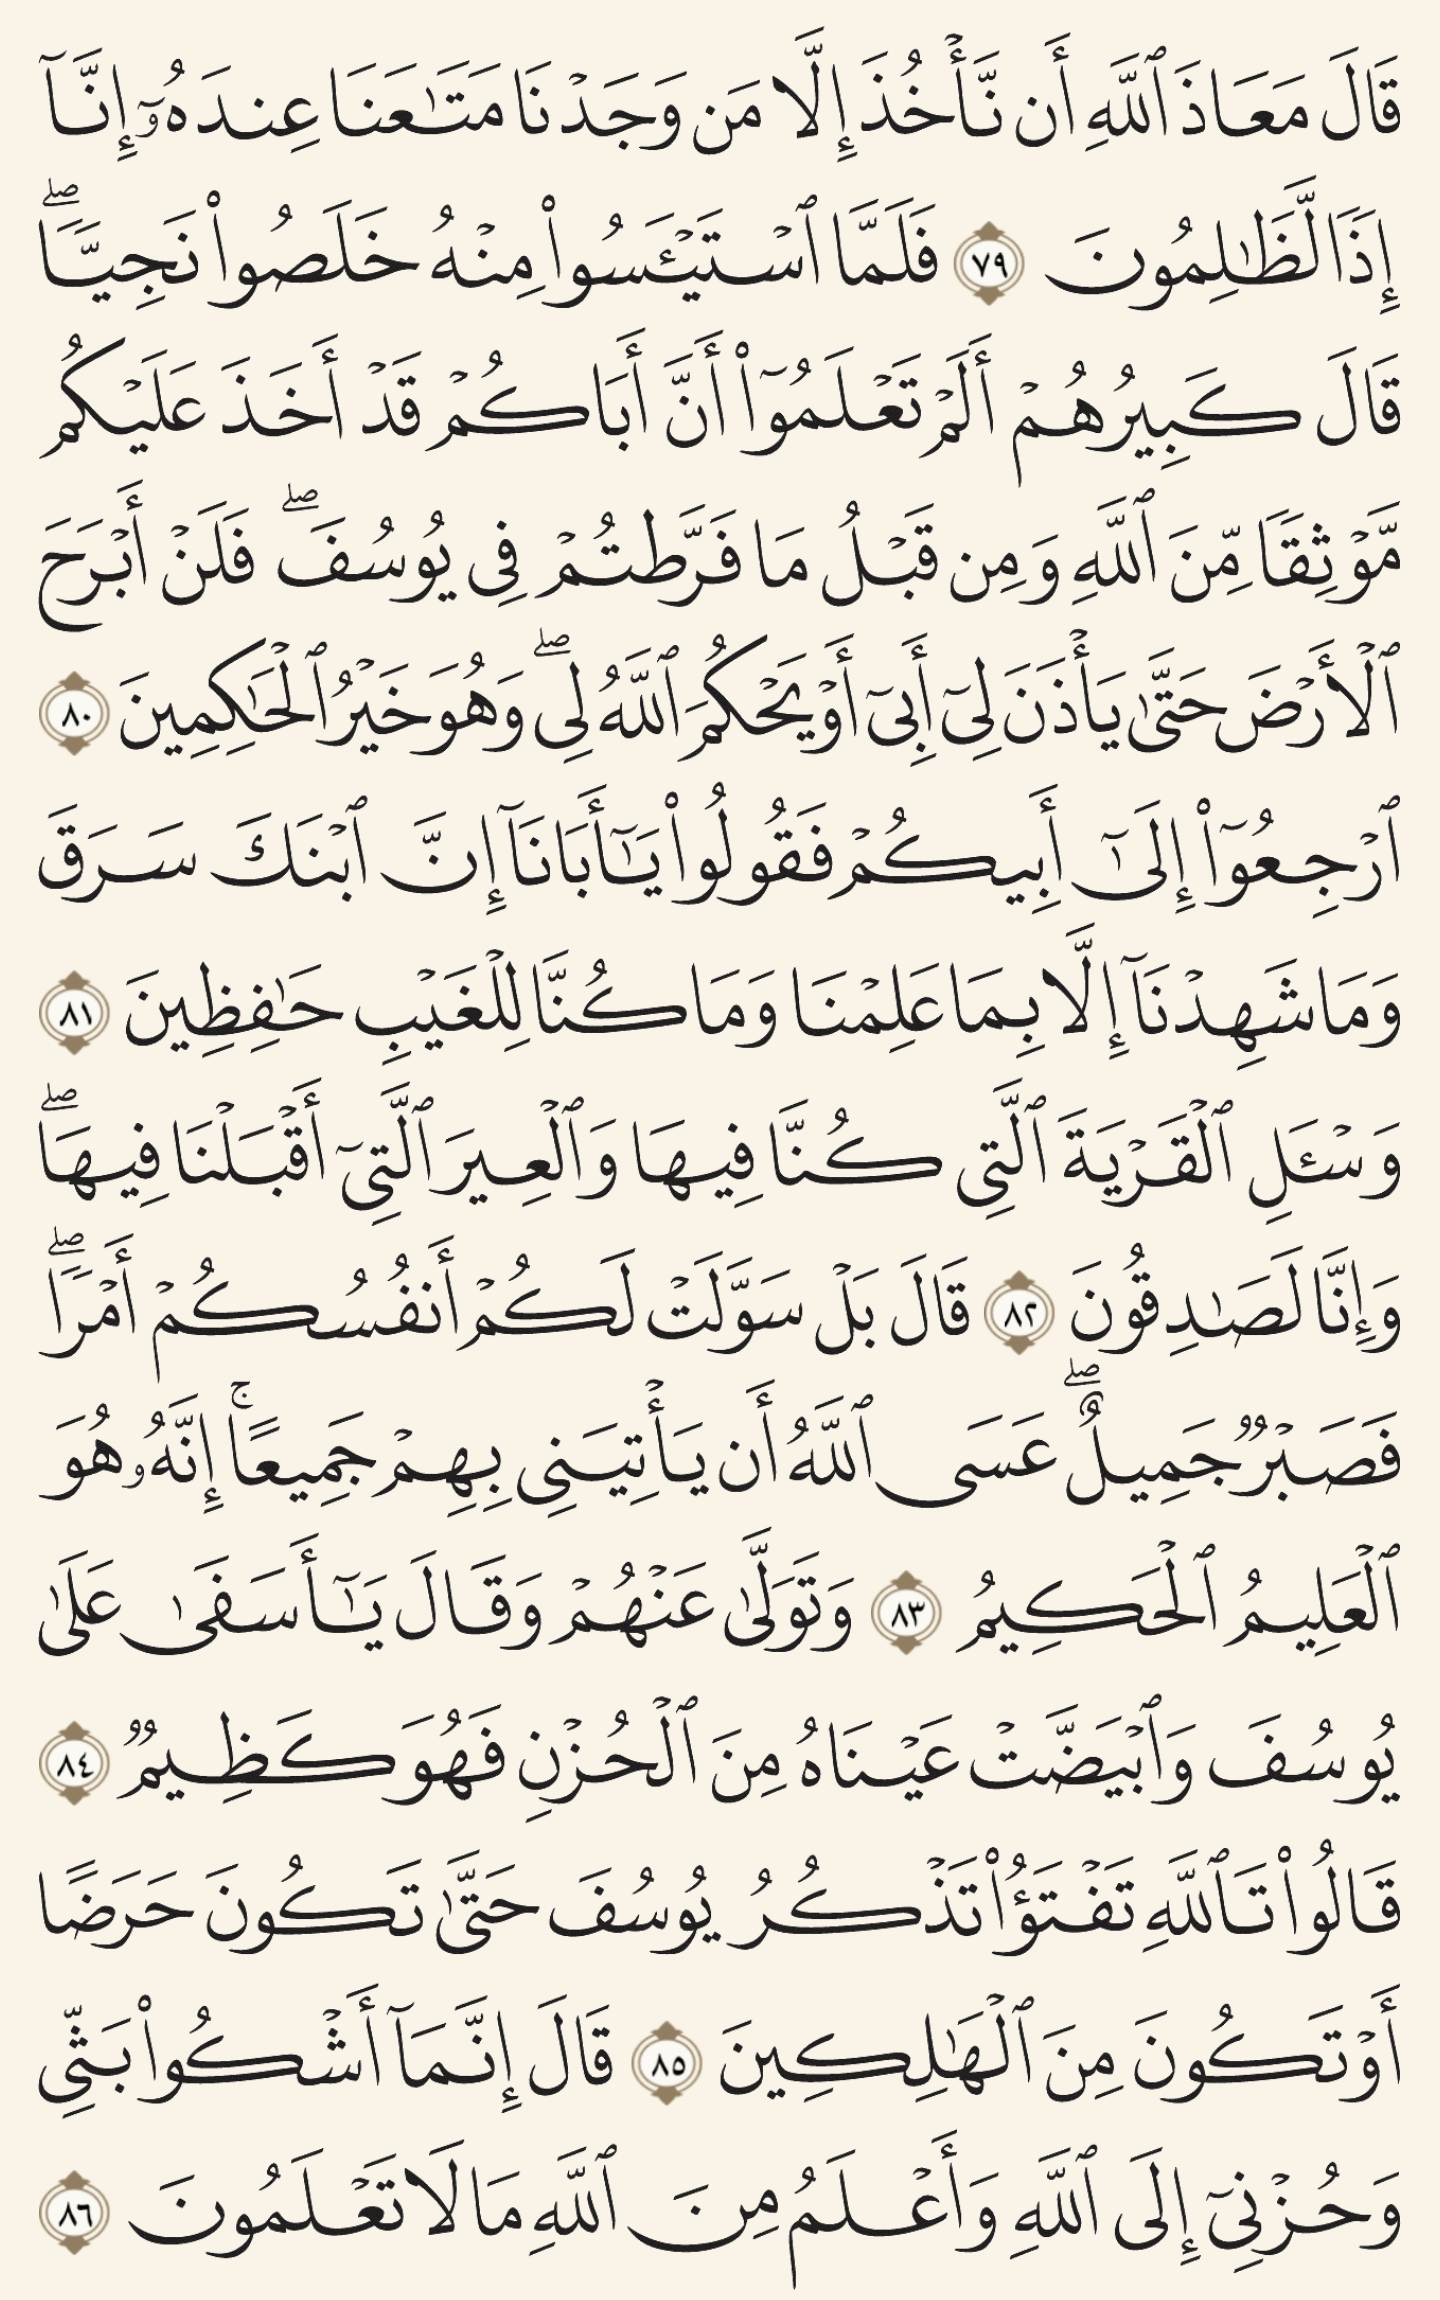 قَالَ مَعَاذَ ٱللَّهِ أَن نَّأۡخُذَ إِلَّا مَن وَجَدۡنَا مَتَٰعَنَا عِندَهُۥٓ إِنَّآ
إِذٗا لَّظَٰلِمُونَ ٧٩ فَلَمَّا ٱسۡتَيۡـَٔسُواْ مِنۡهُ خَلَصُواْ نَجِيّٗاۖ
قَالَ كَبِيرُهُمۡ أَلَمۡ تَعۡلَمُوٓاْ أَنَّ أَبَاكُمۡ قَدۡ أَخَذَ عَلَيۡكُم
مَّوۡثِقٗا مِّنَ ٱللَّهِ وَمِن قَبۡلُ مَا فَرَّطتُمۡ فِي يُوسُفَۖ فَلَنۡ أَبۡرَحَ
ٱلۡأَرۡضَ حَتَّىٰ يَأۡذَنَ لِيٓ أَبِيٓ أَوۡ يَحۡكُمَ ٱللَّهُ لِيۖ وَهُوَ خَيۡرُ ٱلۡحَٰكِمِينَ ٨٠
ٱرۡجِعُوٓاْ إِلَىٰٓ أَبِيكُمۡ فَقُولُواْ يَٰٓأَبَانَآ إِنَّ ٱبۡنَكَ سَرَقَ
وَمَا شَهِدۡنَآ إِلَّا بِمَا عَلِمۡنَا وَمَا كُنَّا لِلۡغَيۡبِ حَٰفِظِينَ ٨١
وَسۡـَٔلِ ٱلۡقَرۡيَةَ ٱلَّتِي كُنَّا فِيهَا وَٱلۡعِيرَ ٱلَّتِيٓ أَقۡبَلۡنَا فِيهَاۖ
وَإِنَّا لَصَٰدِقُونَ ٨٢ قَالَ بَلۡ سَوَّلَتۡ لَكُمۡ أَنفُسُكُمۡ أَمۡرٗاۖ
فَصَبۡرٞ جَمِيلٌۖ عَسَى ٱللَّهُ أَن يَأۡتِيَنِي بِهِمۡ جَمِيعًاۚ إِنَّهُۥ هُوَ
ٱلۡعَلِيمُ ٱلۡحَكِيمُ ٨٣ وَتَوَلَّىٰ عَنۡهُمۡ وَقَالَ يَٰٓأَسَفَىٰ عَلَىٰ
يُوسُفَ وَٱبۡيَضَّتۡ عَيۡنَاهُ مِنَ ٱلۡحُزۡنِ فَهُوَ كَظِيمٞ ٨٤
قَالُواْ تَٱللَّهِ تَفۡتَؤُاْ تَذۡكُرُ يُوسُفَ حَتَّىٰ تَكُونَ حَرَضًا
أَوۡ تَكُونَ مِنَ ٱلۡهَٰلِكِينَ ٨٥ قَالَ إِنَّمَآ أَشۡكُواْ بَثِّي
وَحُزۡنِيٓ إِلَى ٱللَّهِ وَأَعۡلَمُ مِنَ ٱللَّهِ مَا لَا تَعۡلَمُونَ ٨٦